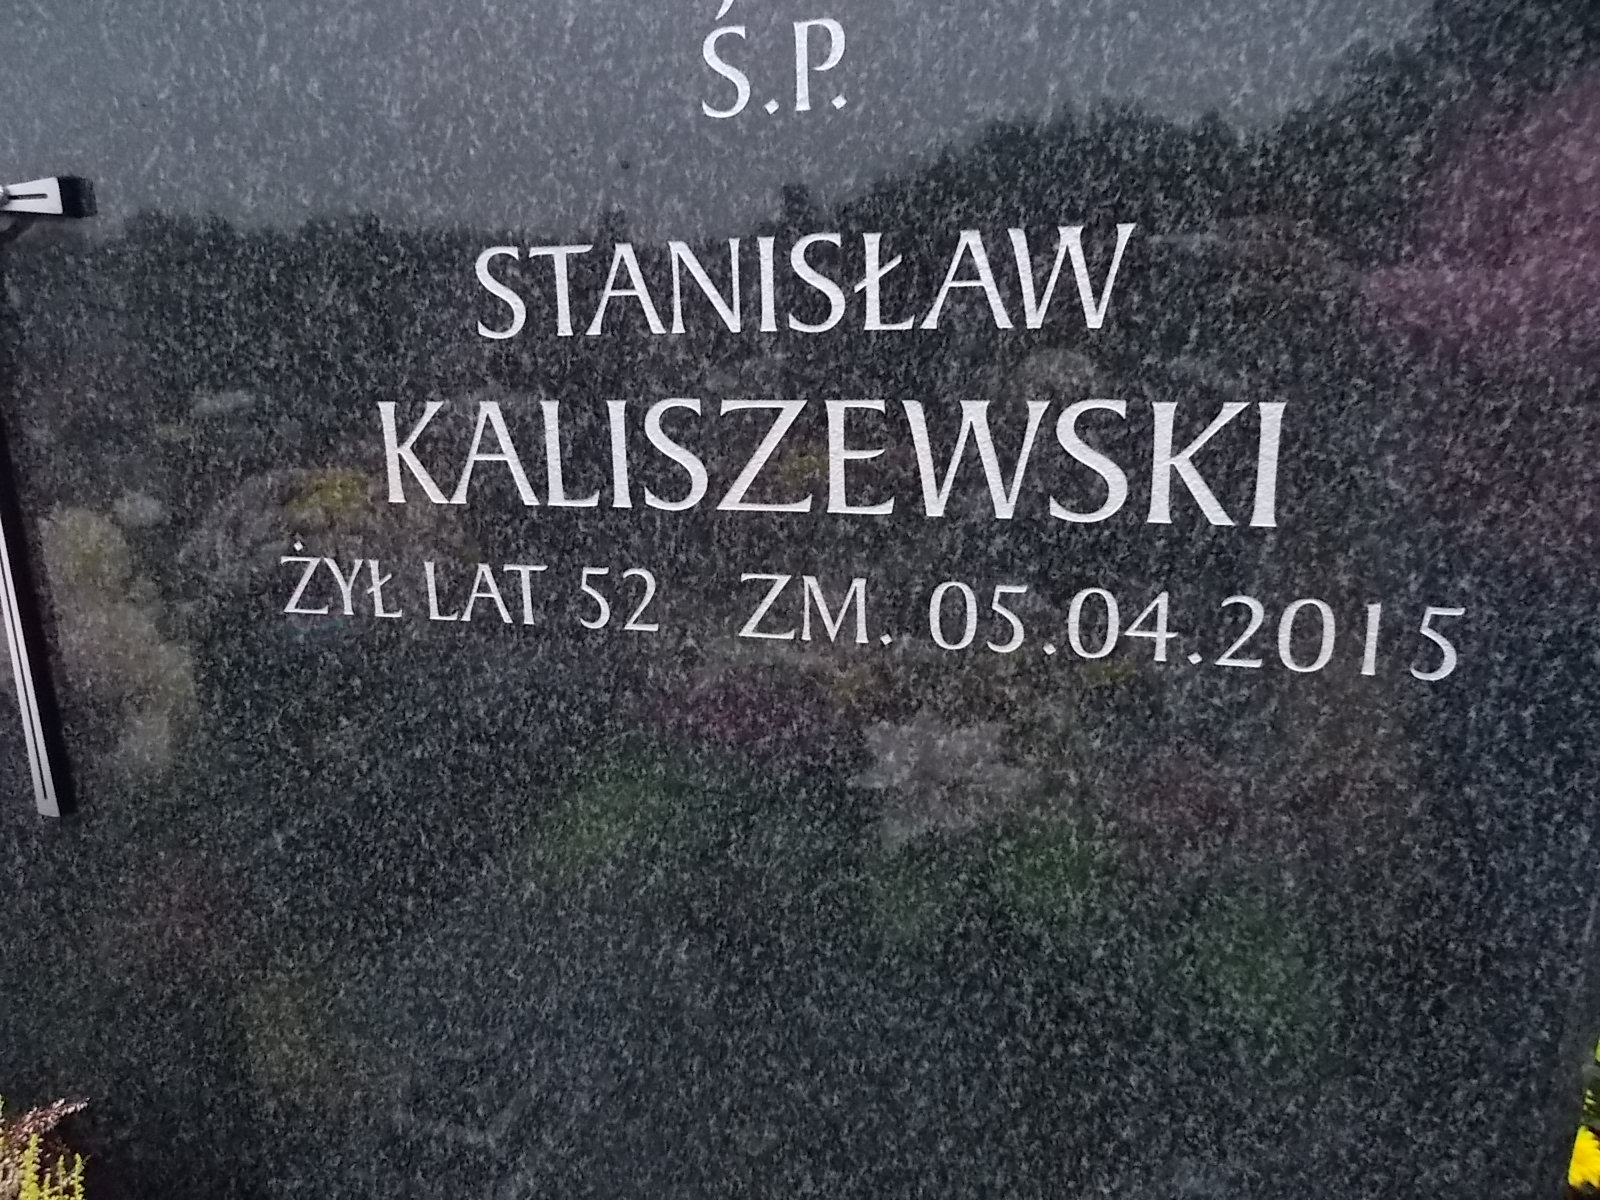 Ś.P.
STANISŁAW
KALISZEWSKI
ŻYŁ LAT 52 ZM. 05.04.2015